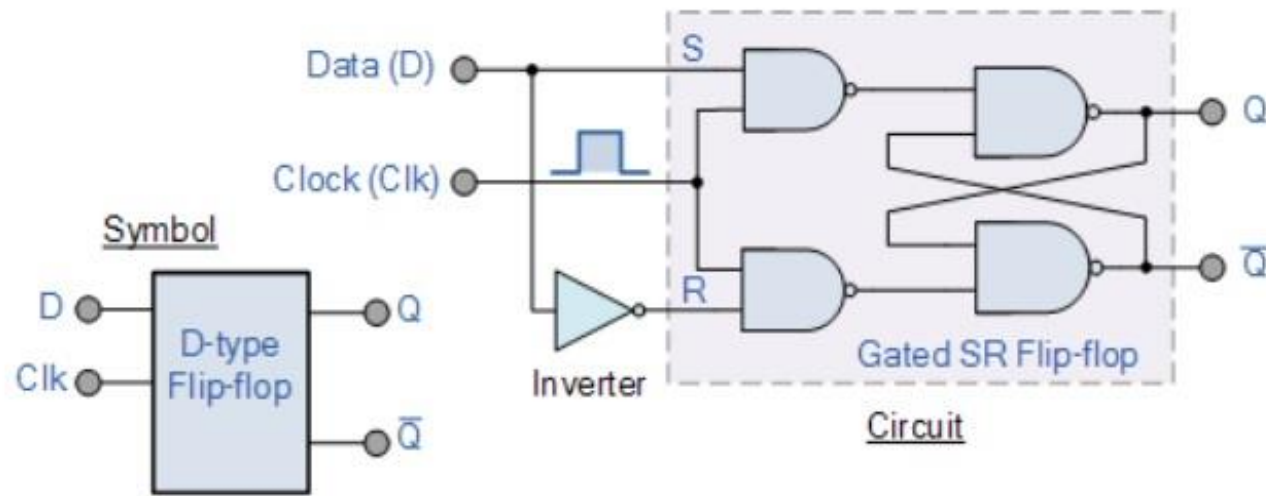 Data (D)
S
Q
Clock (Clk)
Symbol
R
Q̅
D
Q
D-type
Flip-flop
Clk
Q̅
Inverter
Gated SR Flip-flop
Circuit